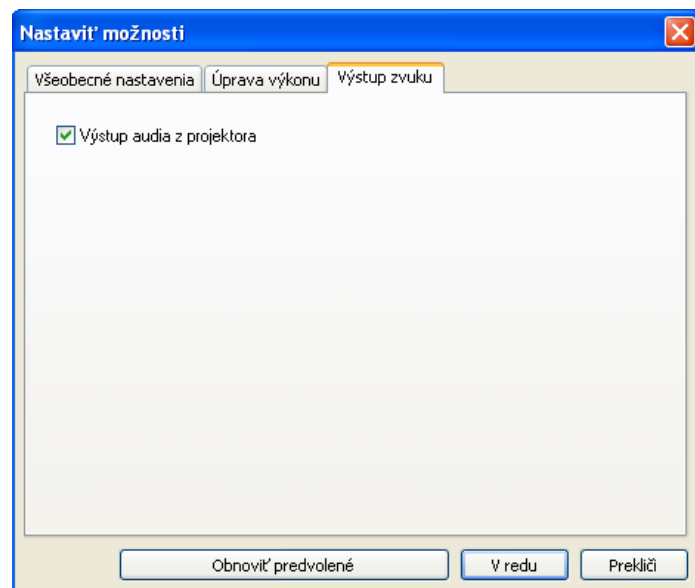 Nastaviť možnosti
Všeobecné nastavenia Úprava výkonu Výstup zvuku
Výstup audia z projektora
Obnoviť predvolené V redu Prekliči